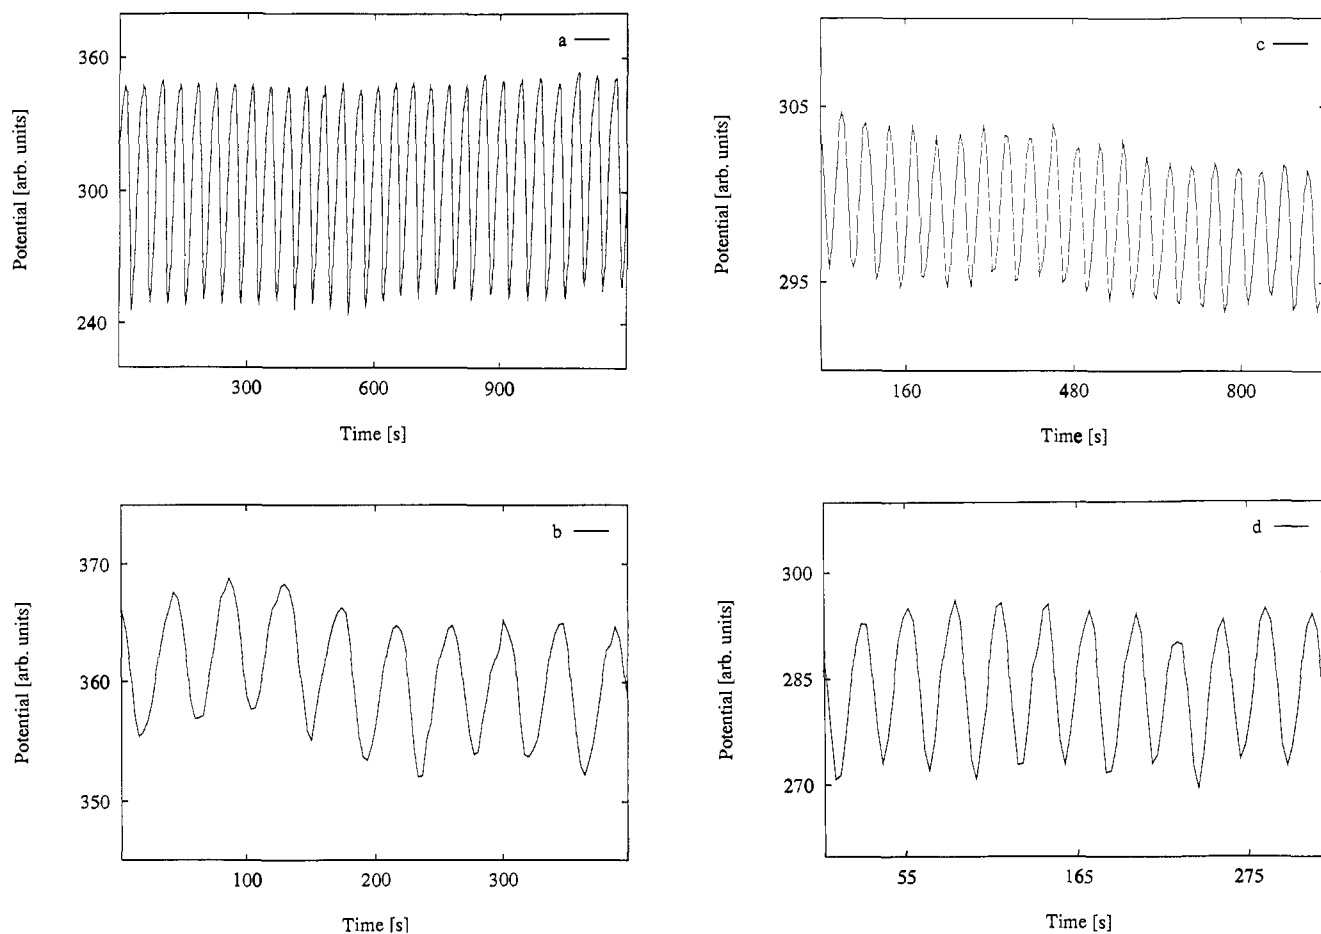 a
360
300
240
Potential [arb. units]
300
600
900
Time [s]
c
305
295
Potential [arb. units]
160
480
800
Time [s]
b
370
360
350
Potential [arb. units]
100
200
300
Time [s]
d
300
285
270
Potential [arb. units]
55
165
275
Time [s]